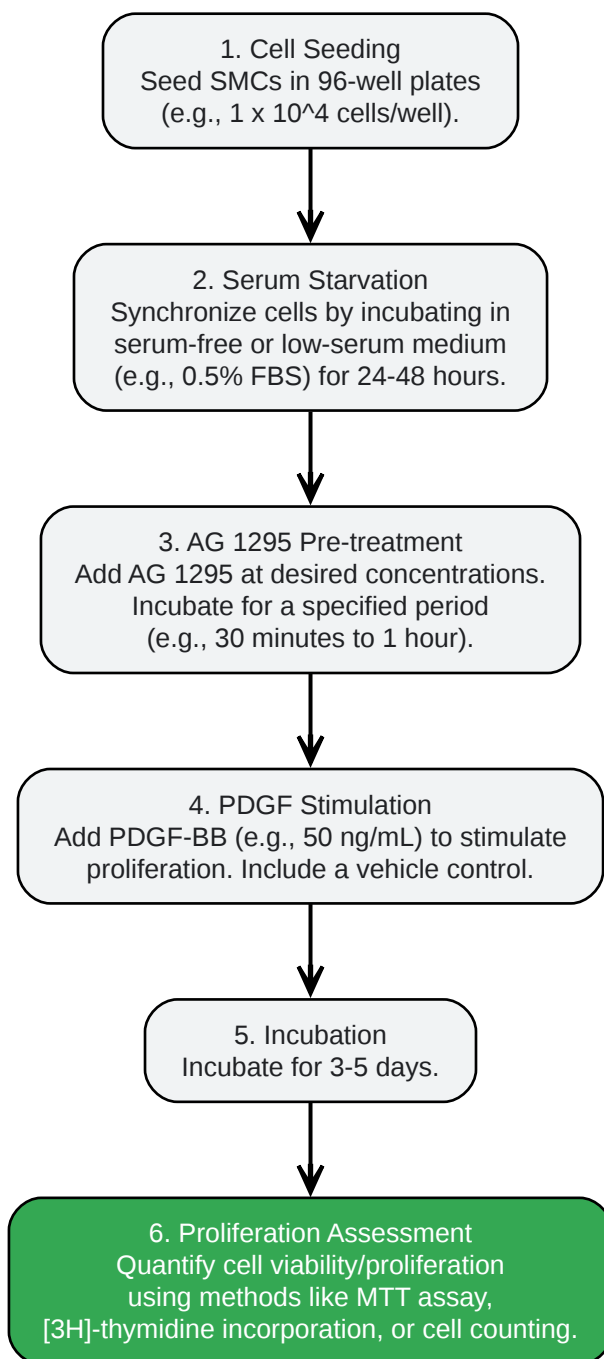 1. Cell Seeding
Seed SMCs in 96-well plates
(e.g., 1 x 10^4 cells/well).
2. Serum Starvation
Synchronize cells by incubating in
serum-free or low-serum medium
(e.g., 0.5% FBS) for 24-48 hours.
3. AG 1295 Pre-treatment
Add AG 1295 at desired concentrations.
Incubate for a specified period
(e.g., 30 minutes to 1 hour).
4. PDGF Stimulation
Add PDGF-BB (e.g., 50 ng/mL) to stimulate
proliferation. Include a vehicle control.
5. Incubation
Incubate for 3-5 days.
6. Proliferation Assessment
Quantify cell viability/proliferation
using methods like MTT assay,
[3H]-thymidine incorporation, or cell counting.